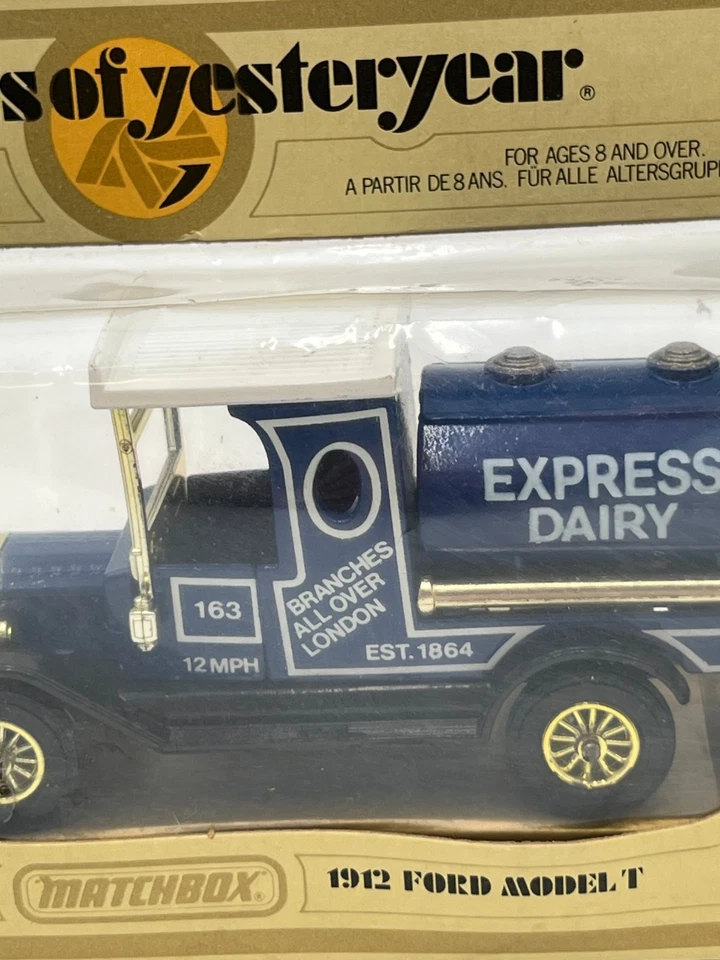 s of yesteryear®
FOR AGES 8 AND OVER.
A PARTIR DE 8 ANS. FÜR ALLE ALTERSGRUP
EXPRESS
DAIRY
BRANCHES
ALL OVER
LONDON
163
12 MPH
EST. 1864
MATCHBOX®
1912 FORD MODEL T